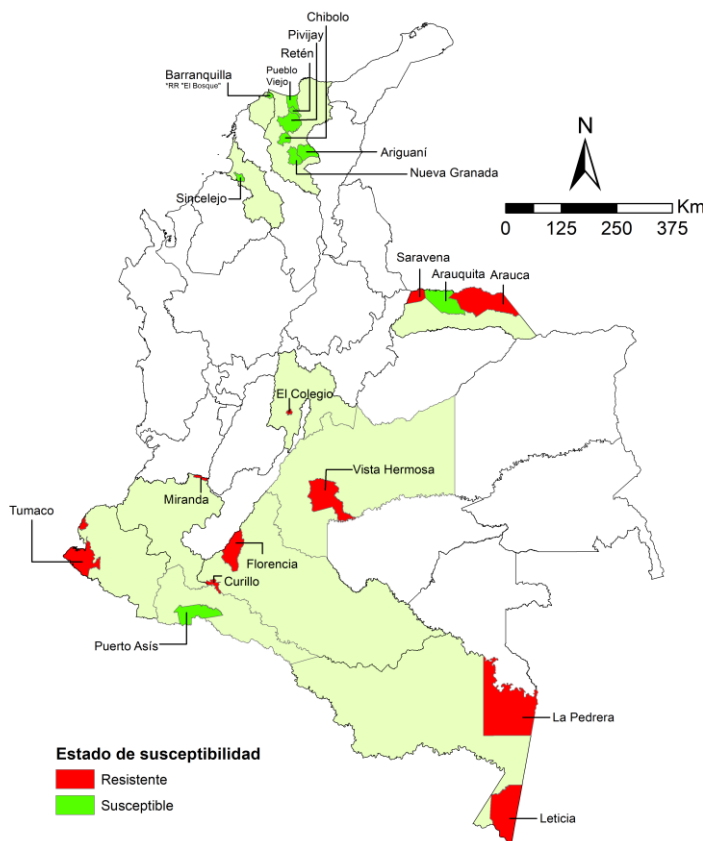 Chibolo
Pivijay
Retén
Pueblo
Viejo
Barranquilla
"RR "El Bosque"
Ariguaní
Nueva Granada
Sincelejo
N
Km
0 125 250 375
Saravena
Arauquita
Arauca
El Colegio
Vista Hermosa
Miranda
Tumaco
Florencia
Curillo
Puerto Asís
La Pedrera
Leticia
Estado de susceptibilidad
Resistente
Susceptible